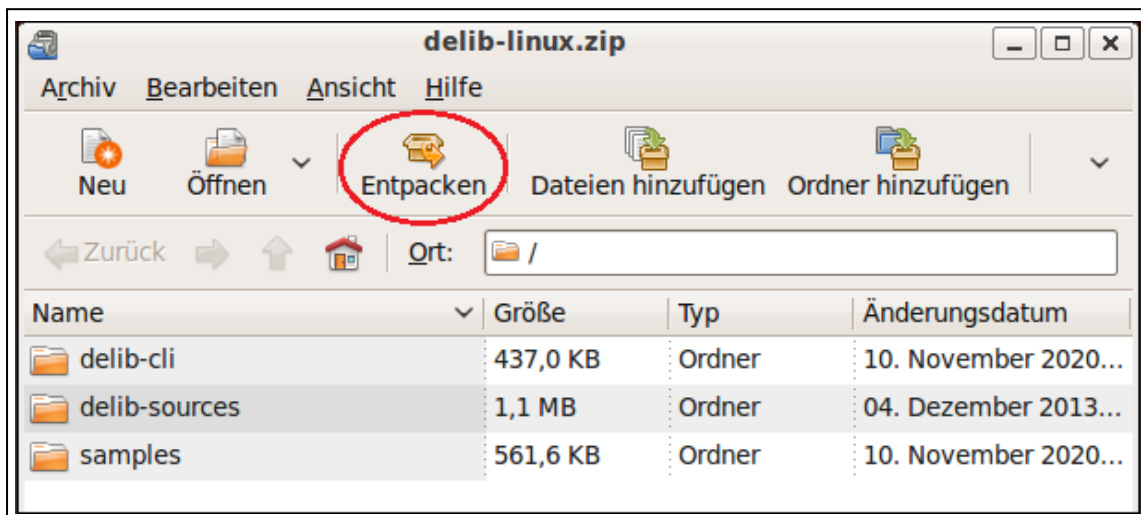 delib-linux.zip
Archiv Bearbeiten Ansicht Hilfe
Neu Öffnen Entpacken Dateien hinzufügen Ordner hinzufügen
Zurück Ort: /
Name Größe Typ Änderungsdatum
delib-cli 437,0 KB Ordner 10. November 2020...
delib-sources 1,1 MB Ordner 04. Dezember 2013...
samples 561,6 KB Ordner 10. November 2020...